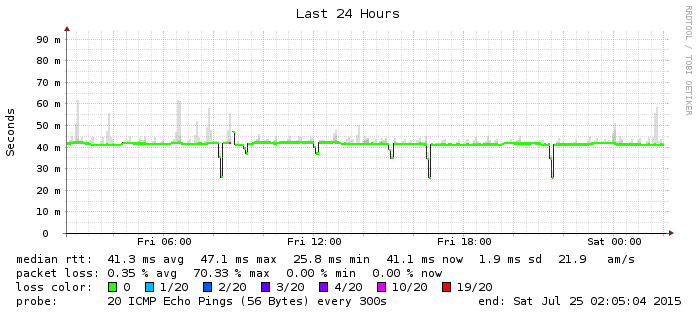 Last 24 Hours
RRDTOOL / TOBI OETIKER
Seconds
90 m
80 m
70 m
60 m
50 m
40 m
30 m
20 m
10 m
0
Fri 06:00 Fri 12:00 Fri 18:00 Sat 00:00
median rtt: 41.3 ms avg 47.1 ms max 25.8 ms min 41.1 ms now 1.9 ms sd 21.9 am/s
packet loss: 0.35 % avg 70.33 % max 0.00 % min 0.00 % now
loss color: 0 1/20 2/20 3/20 4/20 10/20 19/20
probe: 20 ICMP Echo Pings (56 Bytes) every 300s end: Sat Jul 25 02:05:04 2015